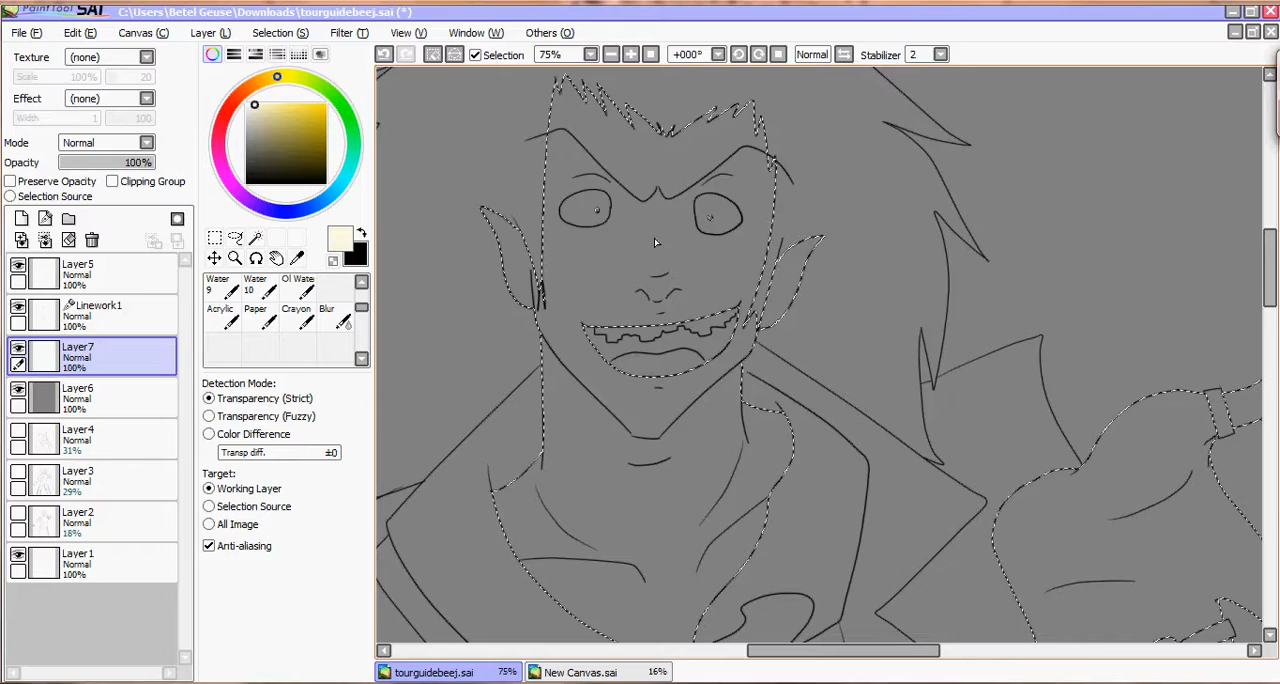 PaintTool SAI C:\Users\Betel Geuse\Downloads\tourguidebeej.sai (*)
File (F) Edit (E) Canvas (C) Layer (L) Selection (S) Filter (T) View (V) Window (W) Others (O)
Texture (none)
Scale 100% 20
Effect (none)
Width 1 100
Mode Normal
Opacity 100%
Preserve Opacity Clipping Group
Selection Source
Selection 75% +000° Normal Stabilizer 2
Layer5
Normal
100%
Linework1
Normal
100%
Layer7
Normal
100%
Layer6
Normal
100%
Layer4
Normal
31%
Layer3
Normal
29%
Layer2
Normal
18%
Layer1
Normal
100%
Water Water Ol Wate
9 10
Acrylic Paper Crayon Blur
Detection Mode:
Transparency (Strict)
Transparency (Fuzzy)
Color Difference
Transp diff. ±0
Target:
Working Layer
Selection Source
All Image
Anti-aliasing
tourguidebeej.sai 75% New Canvas.sai 16%